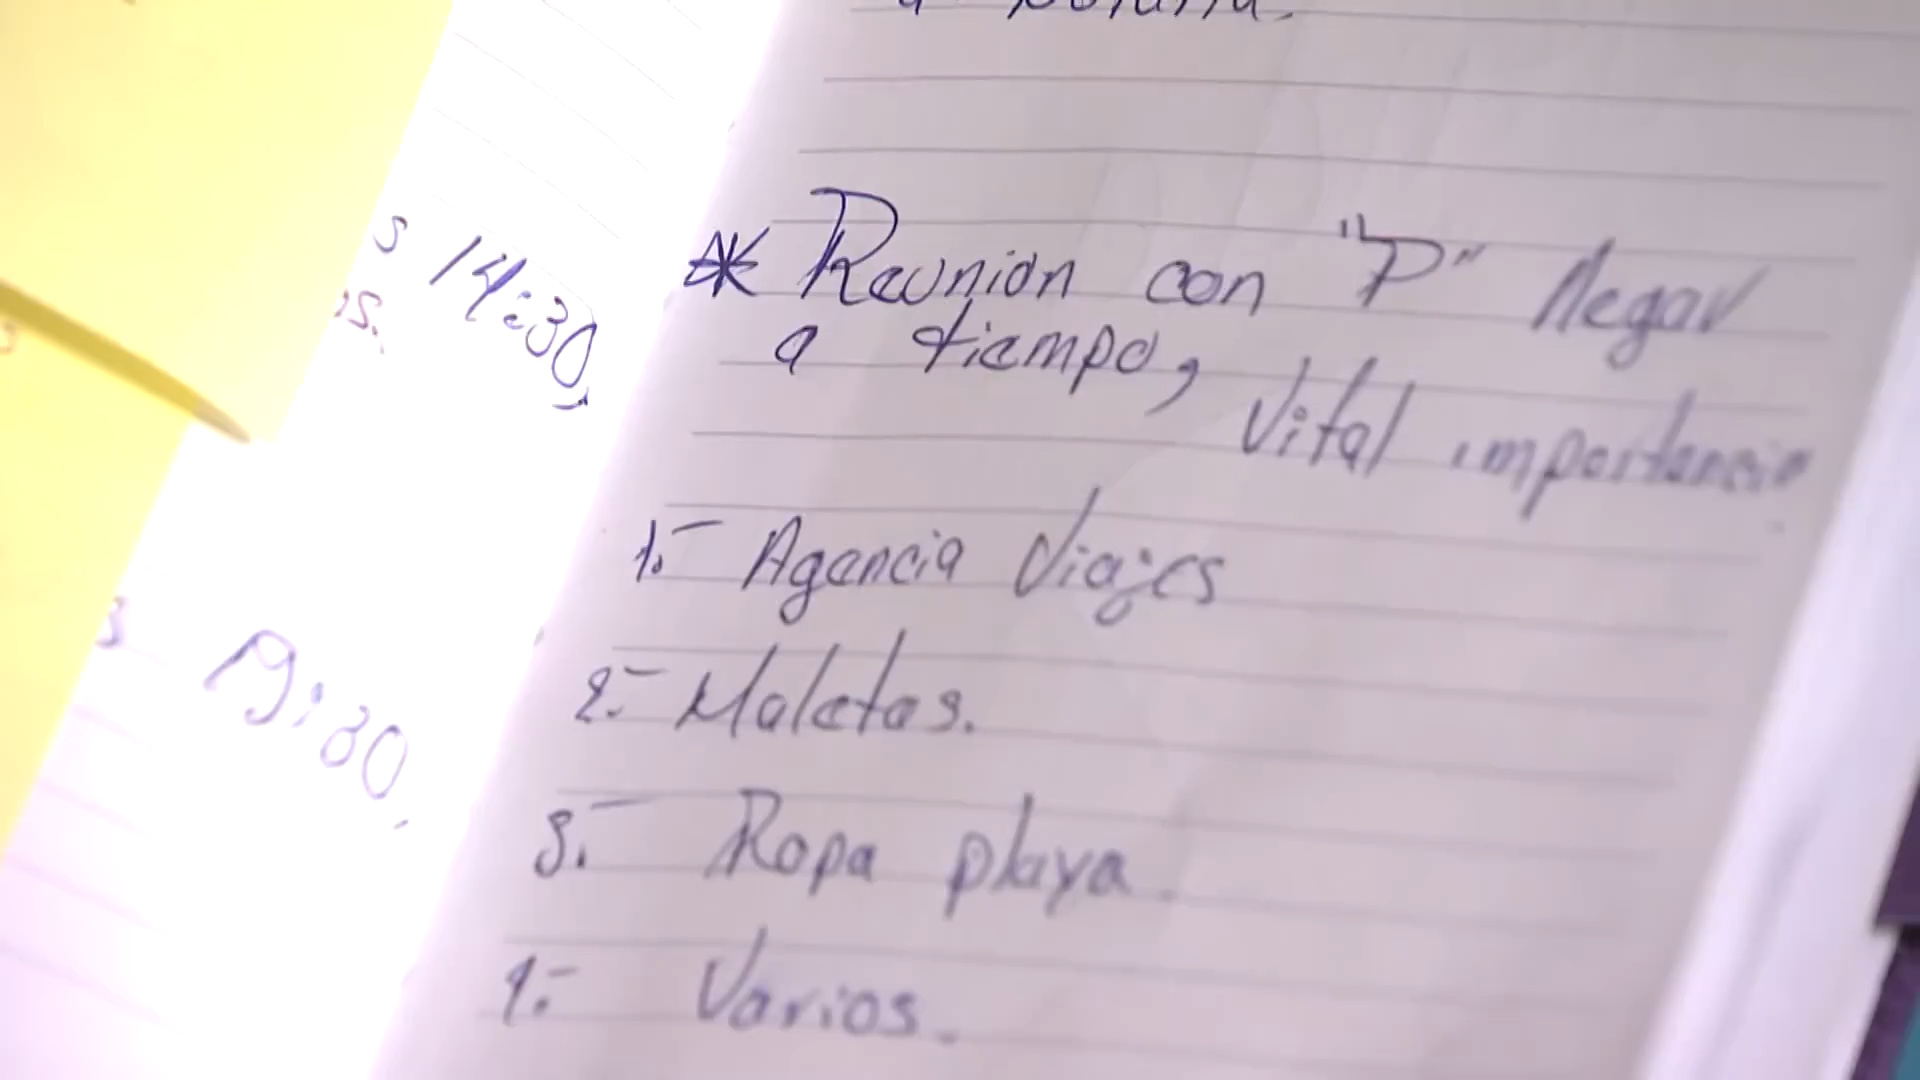 s 14:30,
s.
19:30,
* Reunion con "P" llegar
a tiempo, Vital importancia
1.- Agencia Viajes
2.- Maletas.
3.- Ropa playa.
4.- Varios.